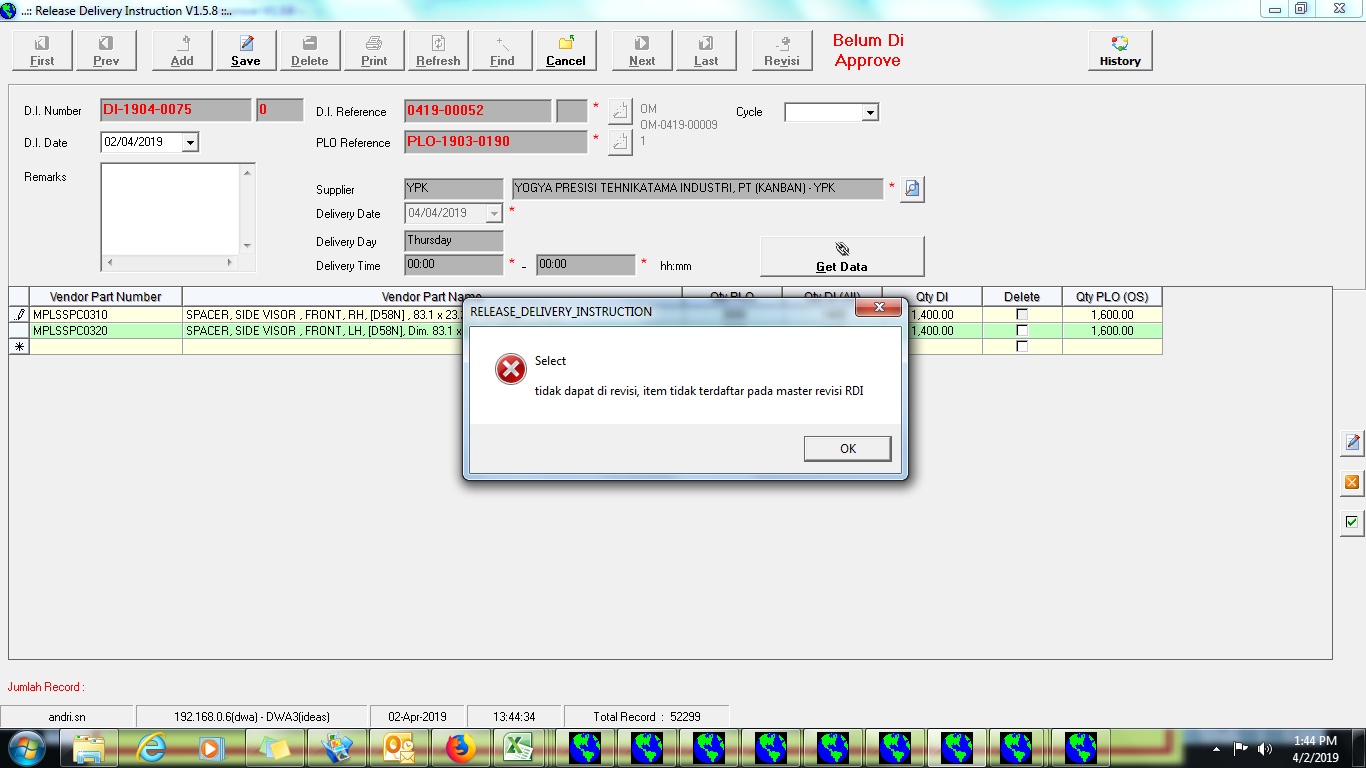 ..:: Release Delivery Instruction V1.5.8 ::..
First Prev Add Save Delete Print Refresh Find Cancel Next Last Revisi
Belum Di
Approve
History
D.I. Number DI-1904-0075 0 D.I. Reference 0419-00052 * OM Cycle
OM-0419-00009
D.I. Date 02/04/2019 PLO Reference PLO-1903-0190 * 1
Remarks
Supplier YPK YOGYA PRESISI TEHNIKATAMA INDUSTRI, PT (KANBAN) - YPK *
Delivery Date 04/04/2019 *
Delivery Day Thursday
Delivery Time 00:00 * - 00:00 * hh:mm
Get Data
Vendor Part Number Vendor Part Name Qty PLO Qty DI (All) Qty DI Delete Qty PLO (OS)
MPLSSPC0310 SPACER, SIDE VISOR , FRONT, RH, [D58N] , 83.1 x 23. 1,400.00 1,600.00
MPLSSPC0320 SPACER, SIDE VISOR , FRONT, LH, [D58N], Dim. 83.1 x 1,400.00 1,600.00
RELEASE_DELIVERY_INSTRUCTION
Select
tidak dapat di revisi, item tidak terdaftar pada master revisi RDI
OK
Jumlah Record :
andri.sn 192.168.0.6(dwa) - DWA3(ideas) 02-Apr-2019 13:44:34 Total Record : 52299
1:44 PM
4/2/2019